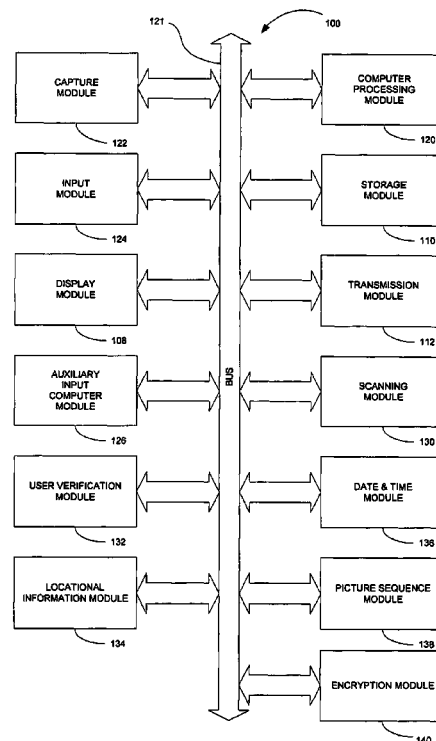 121
100
CAPTURE
MODULE
122
COMPUTER
PROCESSING
MODULE
120
INPUT
MODULE
124
STORAGE
MODULE
110
DISPLAY
MODULE
108
TRANSMISSION
MODULE
112
BUS
AUXILIARY
INPUT
COMPUTER
MODULE
126
SCANNING
MODULE
130
USER VERIFICATION
MODULE
132
DATE & TIME
MODULE
136
LOCATIONAL
INFORMATION MODULE
134
PICTURE SEQUENCE
MODULE
138
ENCRYPTION MODULE
140